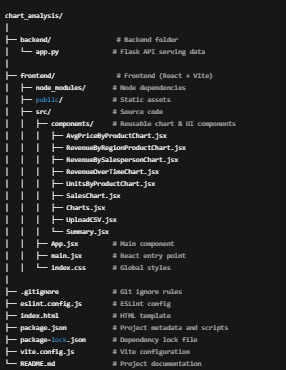 chart_analysis/
│
├── backend/ # Backend folder
│ └── app.py # Flask API serving data
│
├── frontend/ # Frontend (React + Vite)
│ ├── node_modules/ # Node dependencies
│ ├── public/ # Static assets
│ ├── src/ # Source code
│ │ ├── components/ # Reusable chart & UI components
│ │ │ ├── AvgPriceByProductChart.jsx
│ │ │ ├── RevenueByRegionProductChart.jsx
│ │ │ ├── RevenueBySalespersonChart.jsx
│ │ │ ├── RevenueOverTimeChart.jsx
│ │ │ ├── UnitsByProductChart.jsx
│ │ │ ├── SalesChart.jsx
│ │ │ ├── Charts.jsx
│ │ │ ├── UploadCSV.jsx
│ │ │ └── Summary.jsx
│ │ ├── App.jsx # Main component
│ │ ├── main.jsx # React entry point
│ │ └── index.css # Global styles
│
├── .gitignore # Git ignore rules
├── eslint.config.js # ESLint config
├── index.html # HTML template
├── package.json # Project metadata and scripts
├── package-lock.json # Dependency lock file
├── vite.config.js # Vite configuration
└── README.md # Project documentation